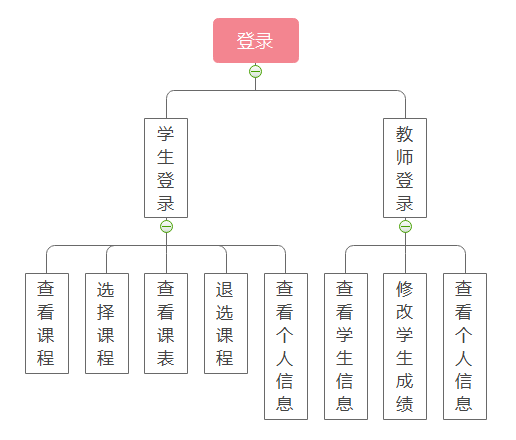 登录
学生登录
教师登录
查看课程
选择课程
查看课表
退选课程
查看个人信息
查看学生信息
修改学生成绩
查看个人信息